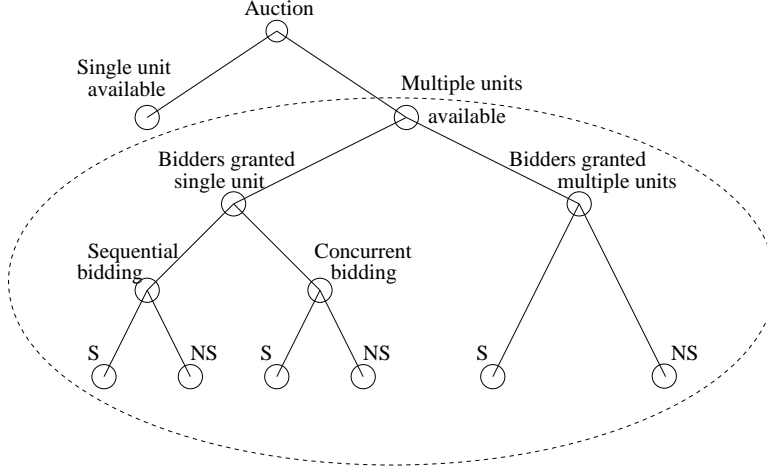 Auction
Single unit
available
Multiple units
available
Bidders granted
single unit
Bidders granted
multiple units
Sequential
bidding
Concurrent
bidding
S
NS
S
NS
S
NS